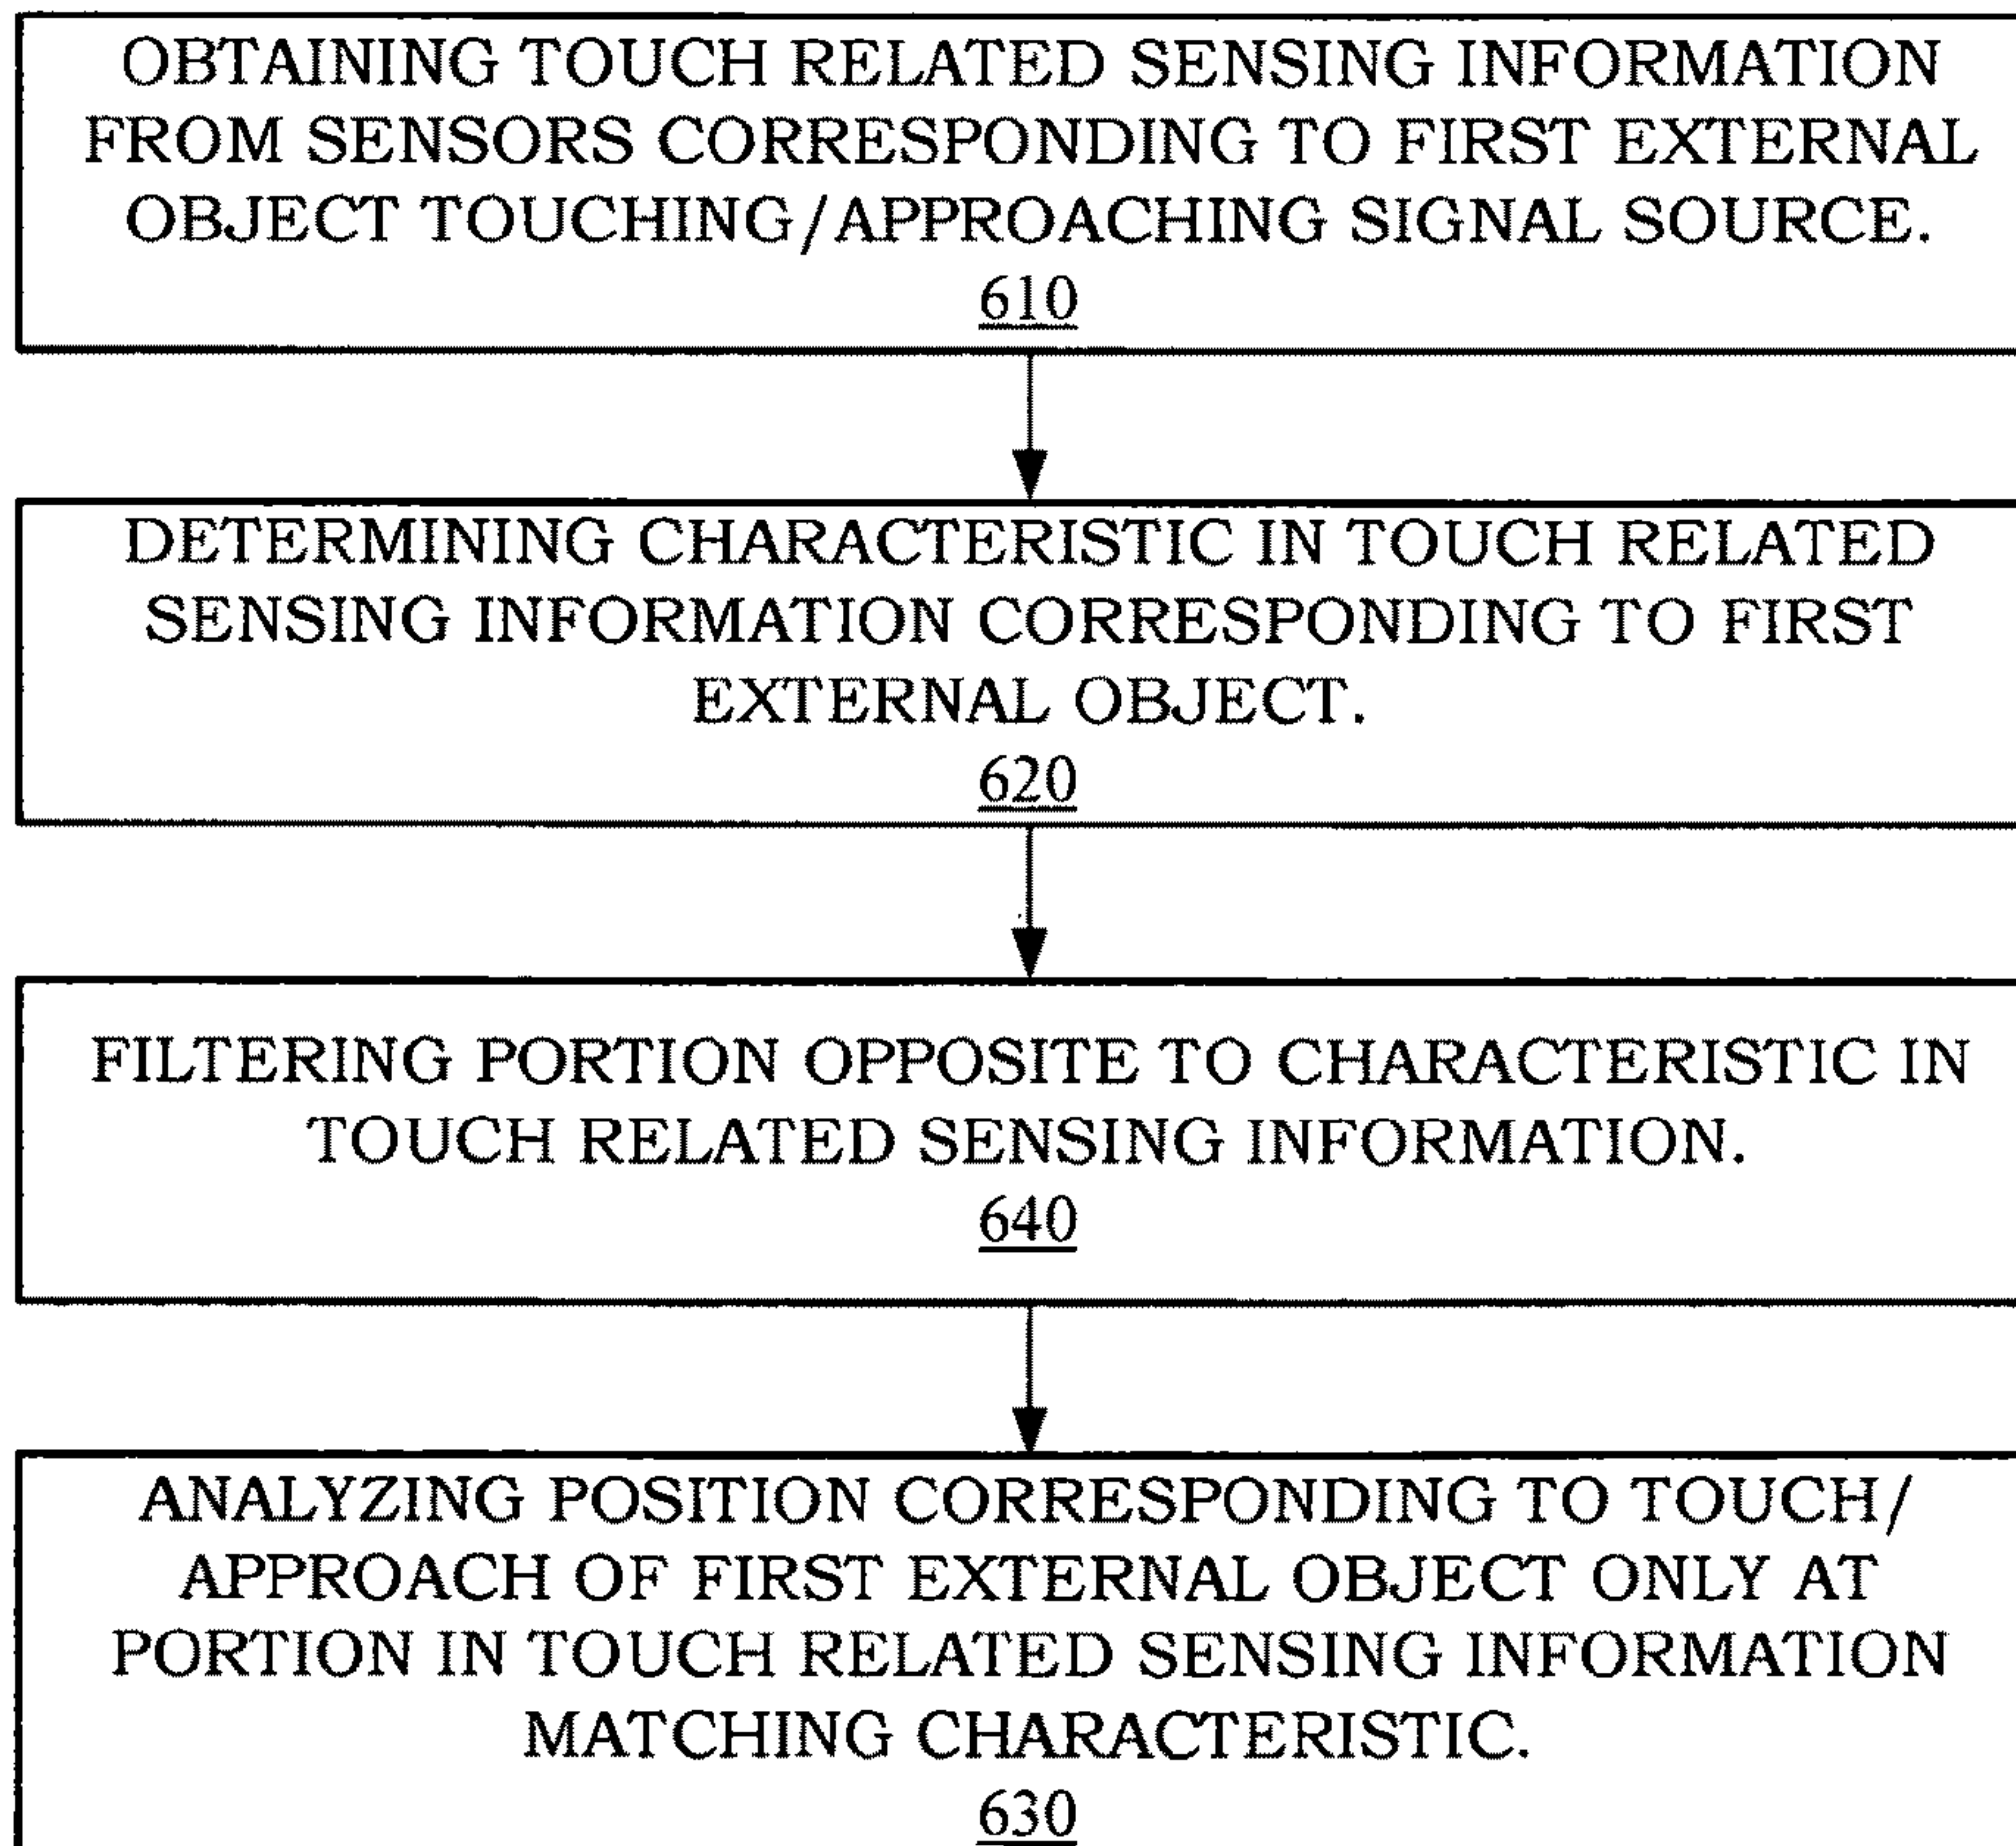 OBTAINING TOUCH RELATED SENSING INFORMATION
FROM SENSORS CORRESPONDING TO FIRST EXTERNAL
OBJECT TOUCHING/APPROACHING SIGNAL SOURCE.
610
DETERMINING CHARACTERISTIC IN TOUCH RELATED
SENSING INFORMATION CORRESPONDING TO FIRST
EXTERNAL OBJECT.
620
FILTERING PORTION OPPOSITE TO CHARACTERISTIC IN
TOUCH RELATED SENSING INFORMATION.
640
ANALYZING POSITION CORRESPONDING TO TOUCH/
APPROACH OF FIRST EXTERNAL OBJECT ONLY AT
PORTION IN TOUCH RELATED SENSING INFORMATION
MATCHING CHARACTERISTIC.
630